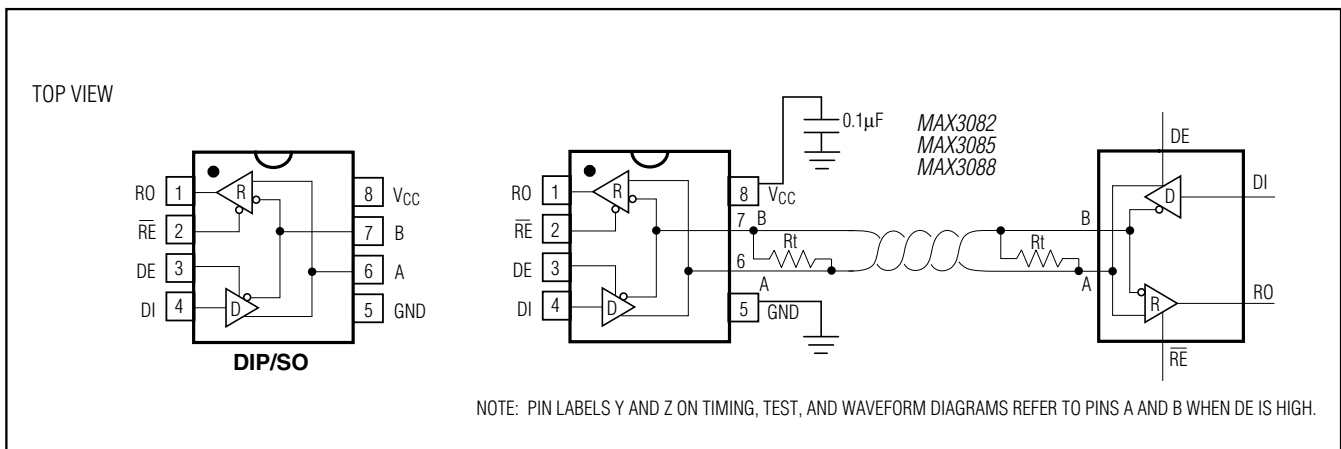 TOP VIEW
RO 1
RE 2
DE 3
DI 4
R
D
8 VCC
7 B
6 A
5 GND
DIP/SO
RO 1
RE 2
DE 3
DI 4
R
D
8 VCC
7 B
6 A
5 GND
0.1µF
Rt
MAX3082
MAX3085
MAX3088
Rt
B
A
DE
D
DI
R
RO
RE
NOTE: PIN LABELS Y AND Z ON TIMING, TEST, AND WAVEFORM DIAGRAMS REFER TO PINS A AND B WHEN DE IS HIGH.